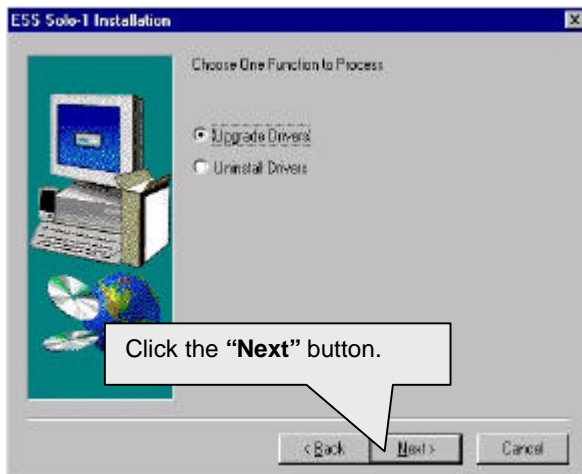 ESS Solo-1 Installation
Choose One Function to Process
Upgrade Drivers
Uninstall Drivers
Click the “Next” button.
< Back
Next >
Cancel